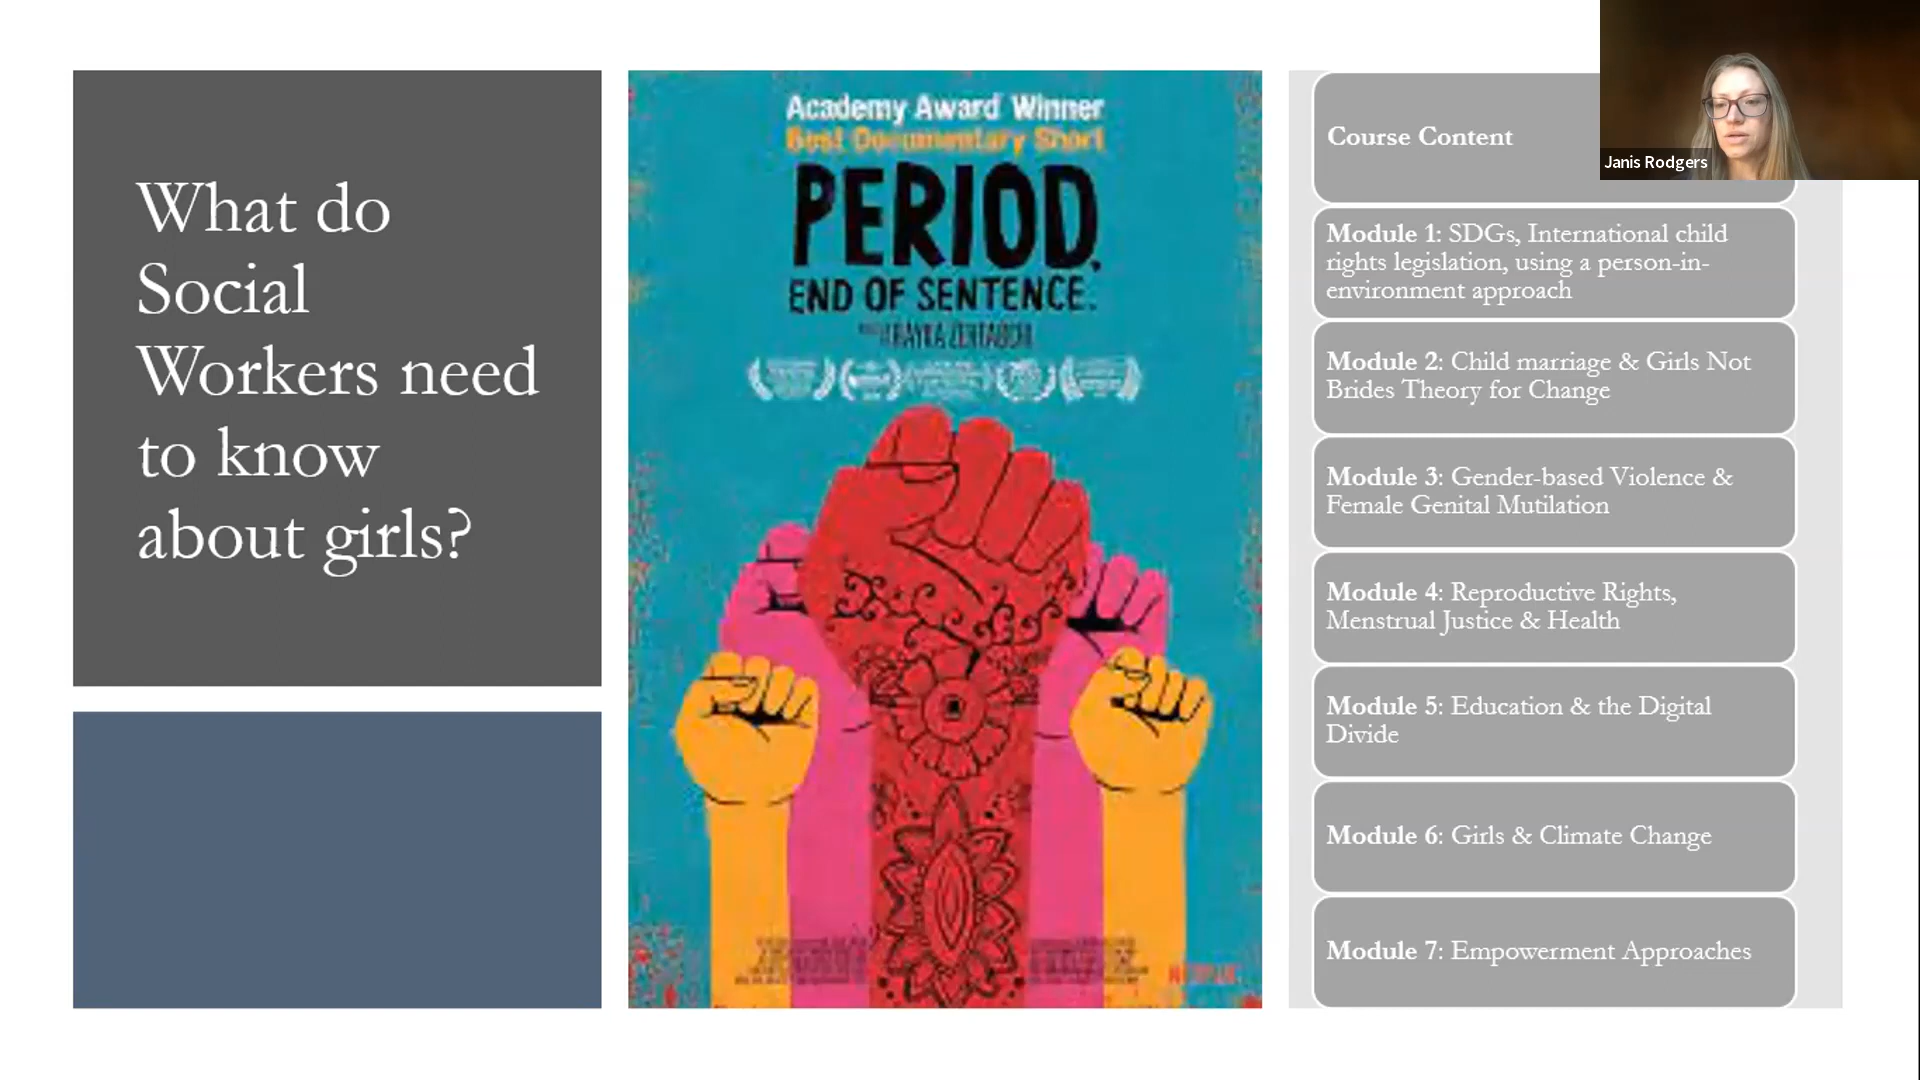 What do
Social
Workers need
to know
about girls?
Academy Award Winner
Best Documentary Short
PERIOD.
END OF SENTENCE.
Course Content
Module 1: SDGs, International child
rights legislation, using a person-in-
environment approach
Module 2: Child marriage & Girls Not
Brides Theory for Change
Module 3: Gender-based Violence &
Female Genital Mutilation
Module 4: Reproductive Rights,
Menstrual Justice & Health
Module 5: Education & the Digital
Divide
Module 6: Girls & Climate Change
Module 7: Empowerment Approaches
Janis Rodgers